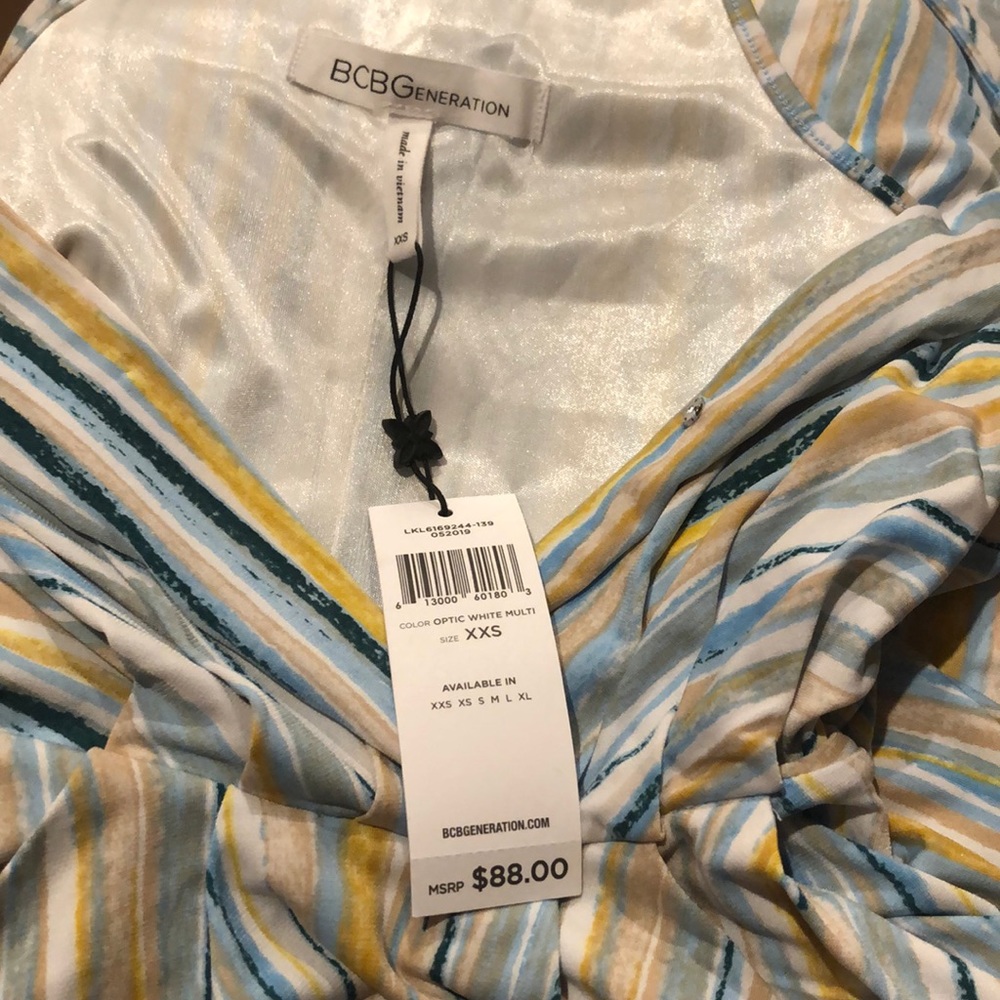 BCBGENERATION
made in vietnam
XXS
LKL6169244-139
052019
6 13000 60180 3
COLOR OPTIC WHITE MULTI
SIZE XXS
AVAILABLE IN
XXS XS S M L XL
BCBGENERATION.COM
MSRP $88.00